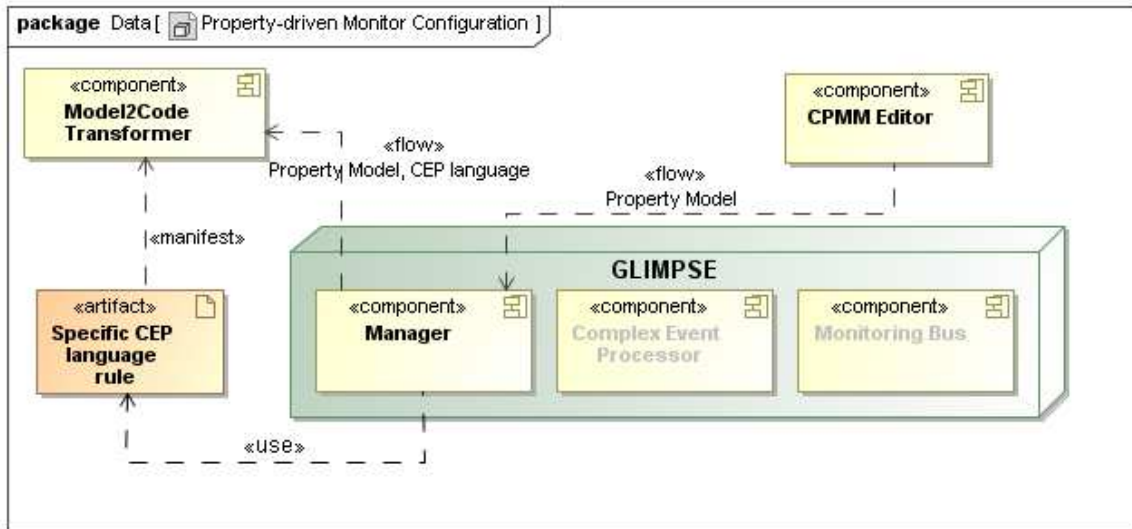 package Data [ Property-driven Monitor Configuration ]
«component»
Model2Code
Transformer
«component»
CPMM Editor
«flow»
Property Model, CEP language
«flow»
Property Model
«manifest»
GLIMPSE
«artifact»
Specific CEP
language
rule
«component»
Manager
«component»
Complex Event
Processor
«component»
Monitoring Bus
«use»